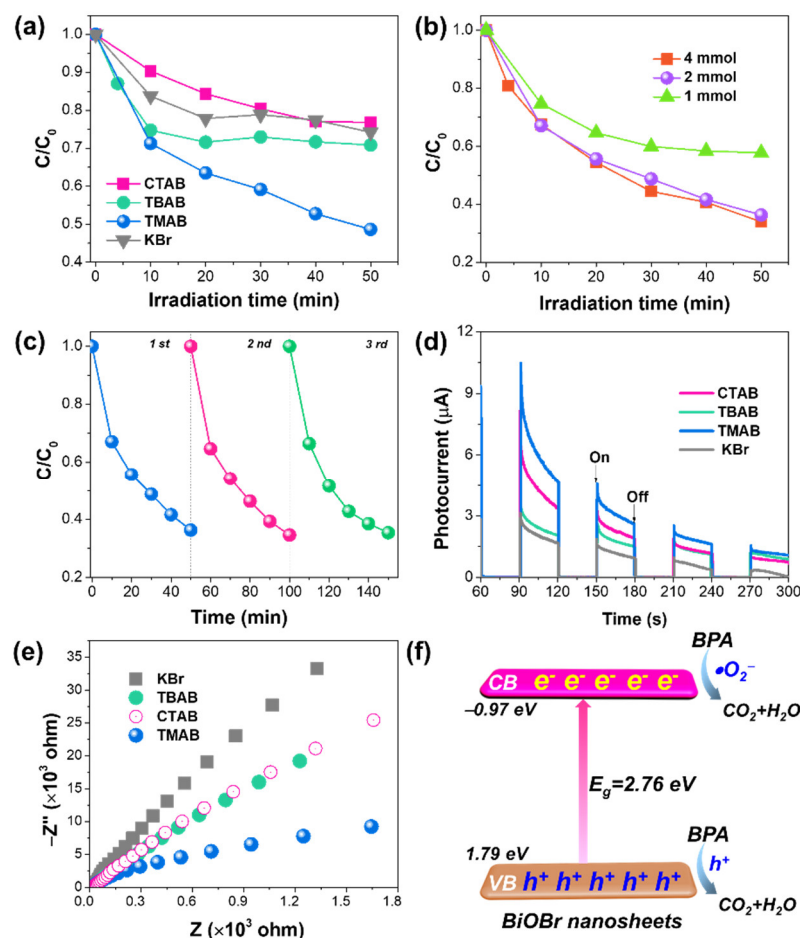 (a)
1.0
0.9
0.8
0.7
0.6
0.5
0.4
C/C₀
CTAB
TBAB
TMAB
KBr
0 10 20 30 40 50
Irradiation time (min)
(b)
1.0
0.8
0.6
0.4
0.2
C/C₀
4 mmol
2 mmol
1 mmol
0 10 20 30 40 50
Irradiation time (min)
(c)
1.0
0.8
0.6
0.4
0.2
C/C₀
1 st 2 nd 3 rd
0 20 40 60 80 100 120 140
Time (min)
(d)
12
9
6
3
0
Photocurrent (μA)
CTAB
TBAB
TMAB
KBr
On
Off
60 90 120 150 180 210 240 270 300
Time (s)
(e)
35
30
25
20
15
10
5
0
−Z'' (×10³ ohm)
KBr
TBAB
CTAB
TMAB
0.0 0.3 0.6 0.9 1.2 1.5 1.8
Z (×10³ ohm)
(f)
BPA
•O₂⁻
CB e⁻ e⁻ e⁻ e⁻ e⁻
−0.97 eV
CO₂+H₂O
E_g=2.76 eV
1.79 eV
BPA
h⁺
VB h⁺ h⁺ h⁺ h⁺ h⁺
CO₂+H₂O
BiOBr nanosheets